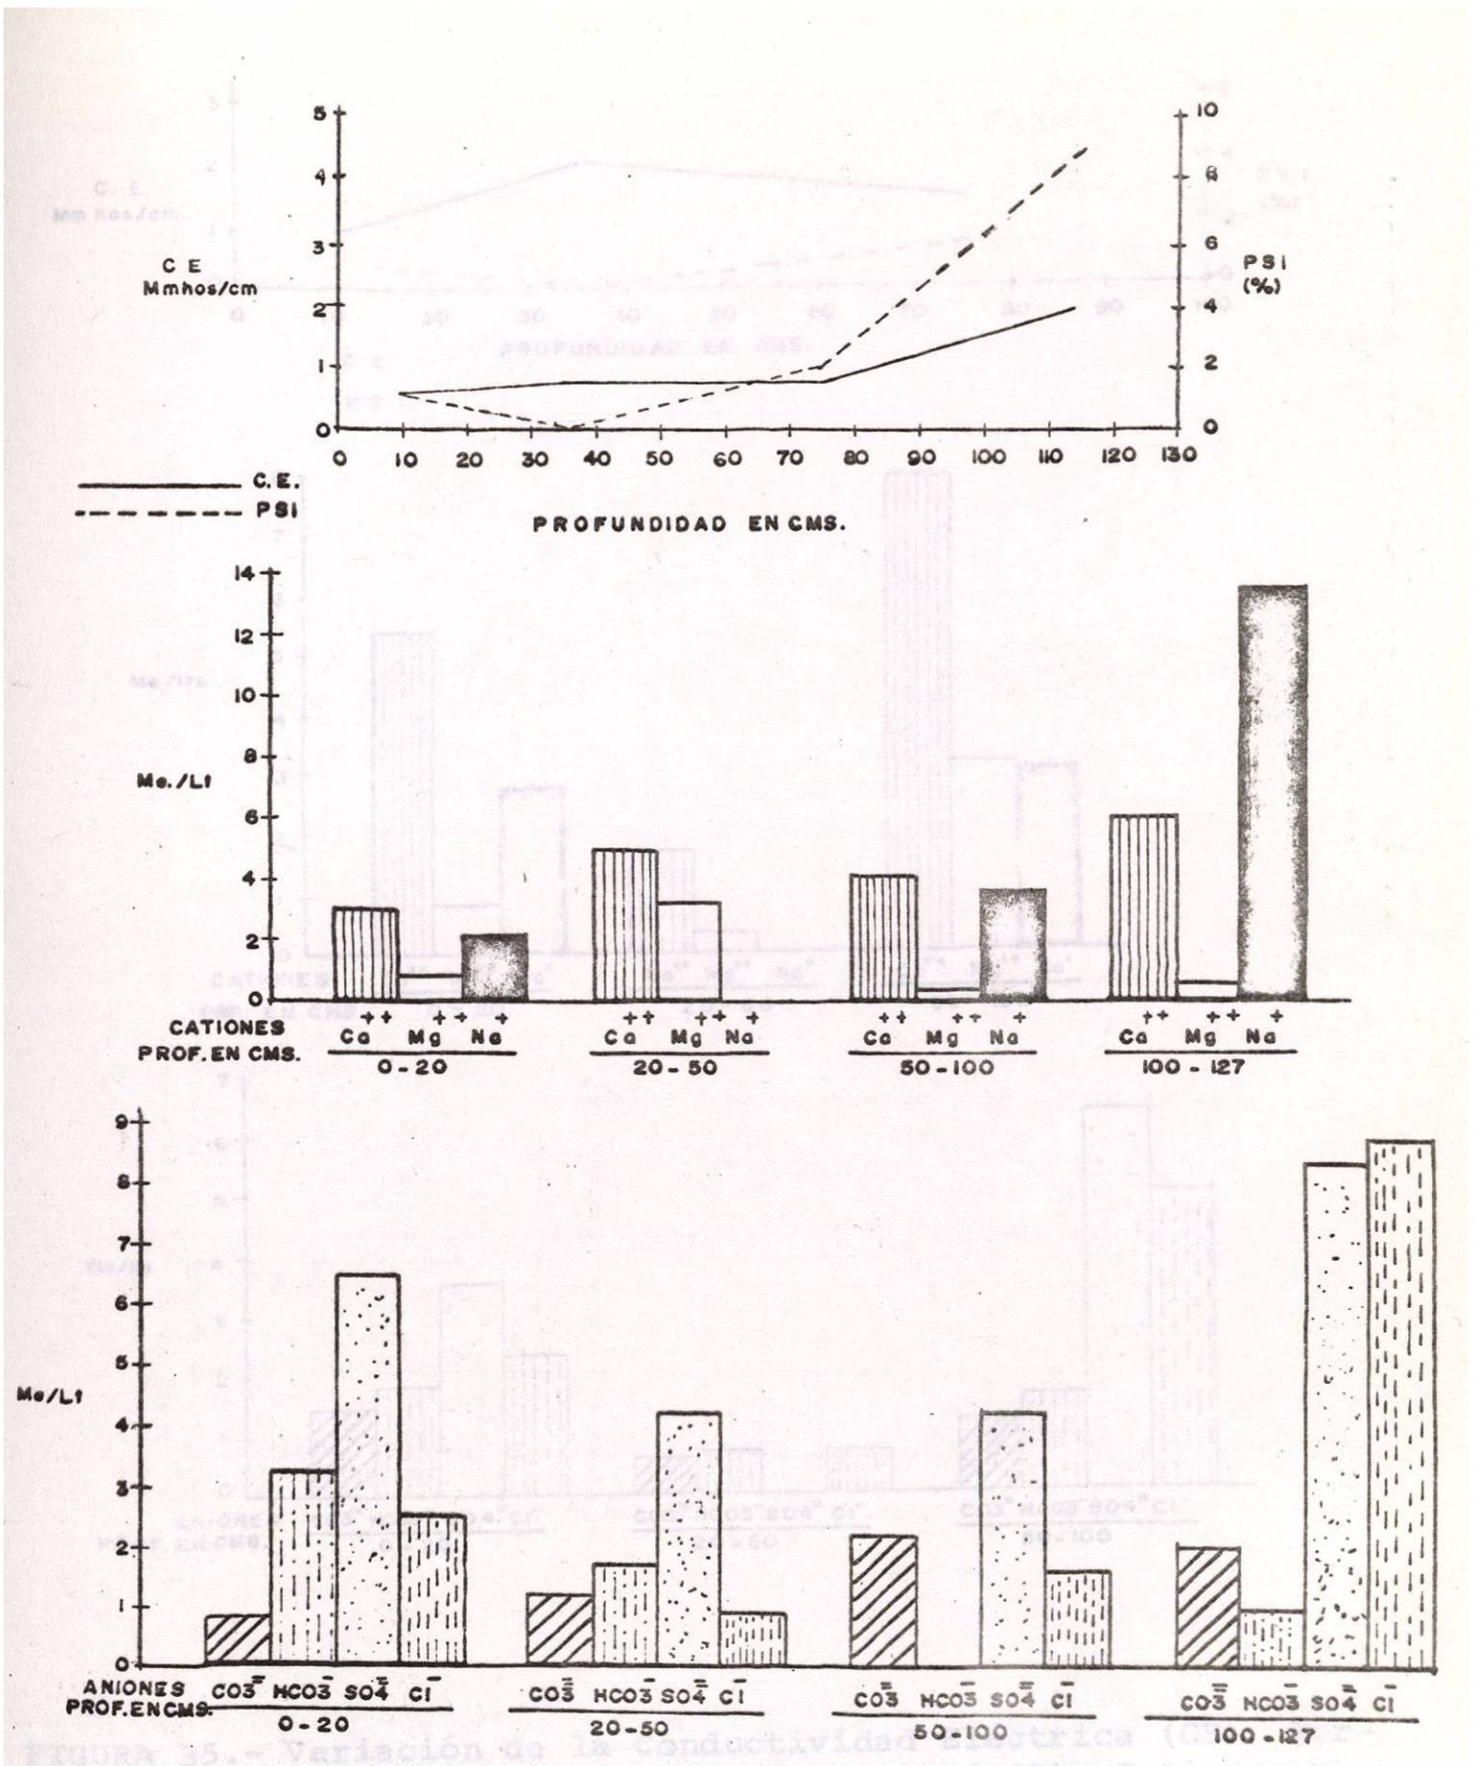 5
4
3
2
1
0
C E
Mmhos/cm
10
8
6
4
2
0
PSI
(%)
0 10 20 30 40 50 60 70 80 90 100 110 120 130
C.E.
PSI
PROFUNDIDAD EN CMS.
14
12
10
8
6
4
2
0
Me./Lt
CATIONES Ca++ Mg++ Na+ Ca++ Mg++ Na+ Ca++ Mg++ Na+ Ca++ Mg++ Na+
PROF. EN CMS. 0-20 20-50 50-100 100-127
9
8
7
6
5
4
3
2
1
0
Me/Lt
ANIONES CO3= HCO3- SO4= Cl- CO3= HCO3- SO4= Cl- CO3= HCO3- SO4= Cl- CO3= HCO3- SO4= Cl-
PROF.EN CMS. 0-20 20-50 50-100 100-127
FIGURA 35.- Variación de la Conductividad Eléctrica